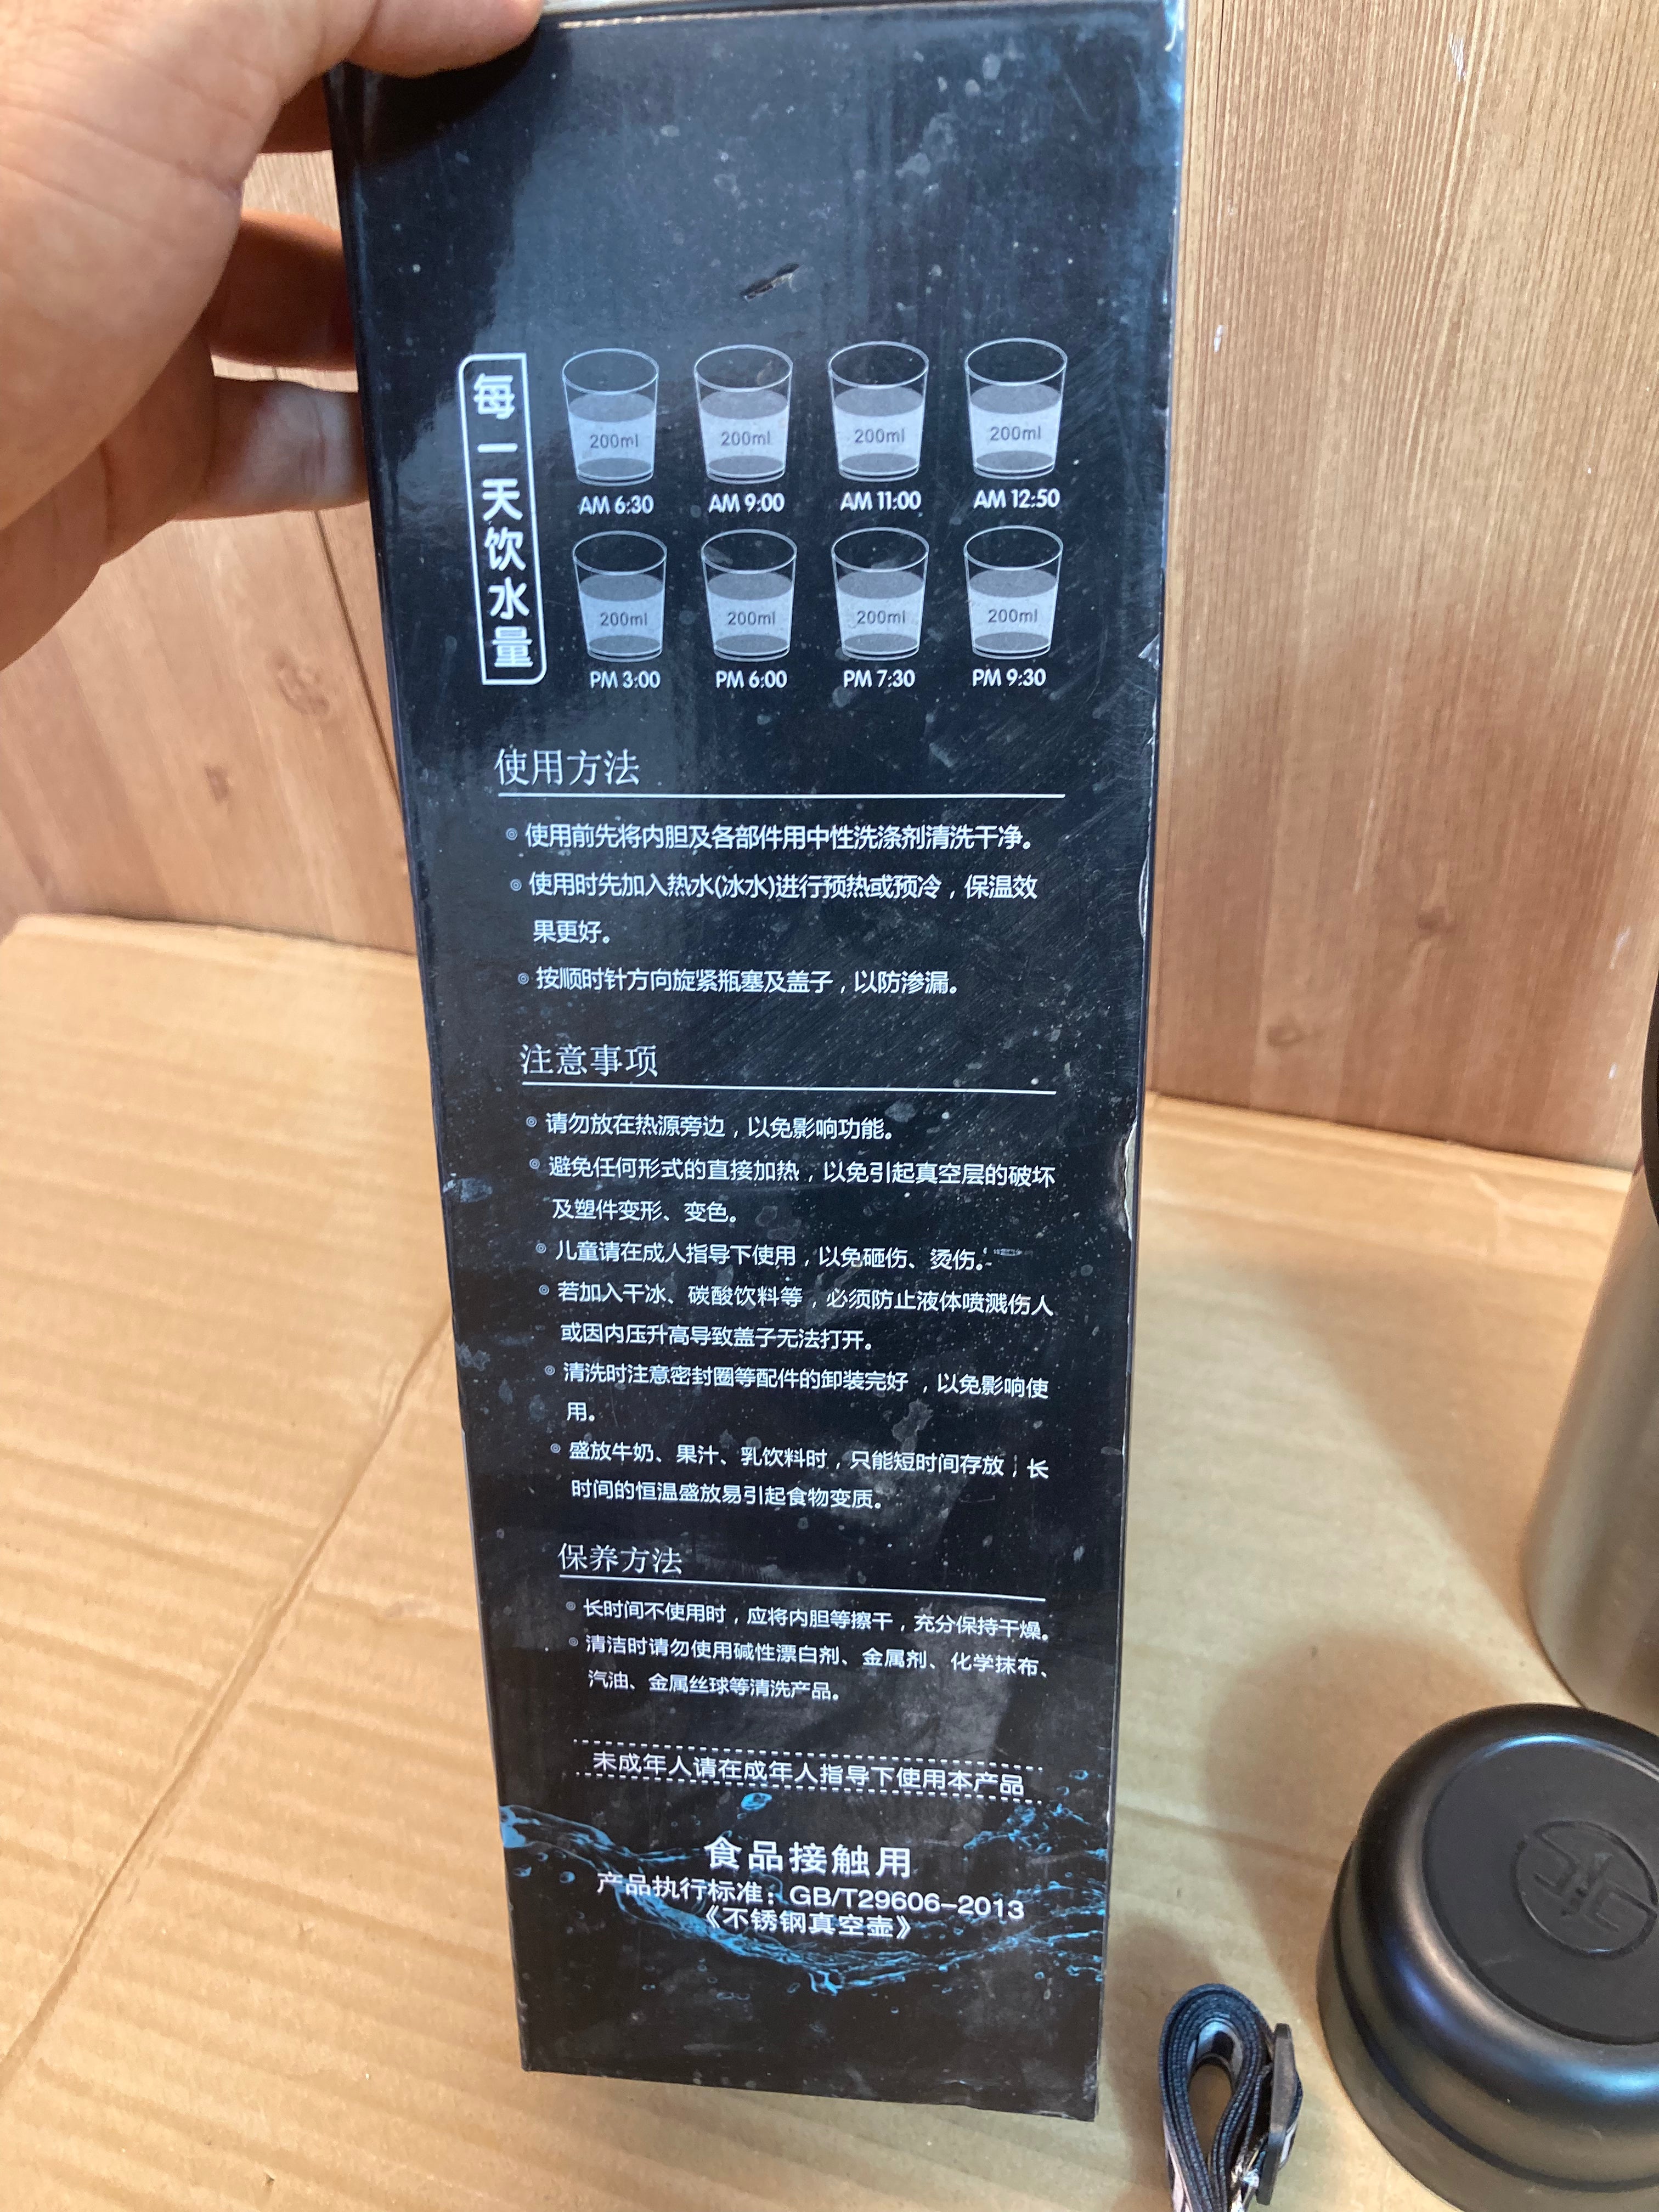 每一天饮水量
200ml 200ml 200ml 200ml
AM 6:30 AM 9:00 AM 11:00 AM 12:50
200ml 200ml 200ml 200ml
PM 3:00 PM 6:00 PM 7:30 PM 9:30
使用方法
使用前先将内胆及各部件用中性洗涤剂清洗干净。
使用时先加入热水(冰水)进行预热或预冷，保温效
果更好。
按顺时针方向旋紧瓶塞及盖子，以防渗漏。
注意事项
请勿放在热源旁边，以免影响功能。
避免任何形式的直接加热，以免引起真空层的破坏
及塑件变形、变色。
儿童请在成人指导下使用，以免砸伤、烫伤。
若加入干冰、碳酸饮料等，必须防止液体喷溅伤人
或因内压升高导致盖子无法打开。
清洗时注意密封圈等配件的卸装完好，以免影响使
用。
盛放牛奶、果汁、乳饮料时，只能短时间存放；长
时间的恒温盛放易引起食物变质。
保养方法
长时间不使用时，应将内胆等擦干，充分保持干燥。
清洁时请勿使用碱性漂白剂、金属剂、化学抹布、
汽油、金属丝球等清洗产品。
未成年人请在成年人指导下使用本产品
食品接触用
产品执行标准：GB/T29606-2013
《不锈钢真空壶》